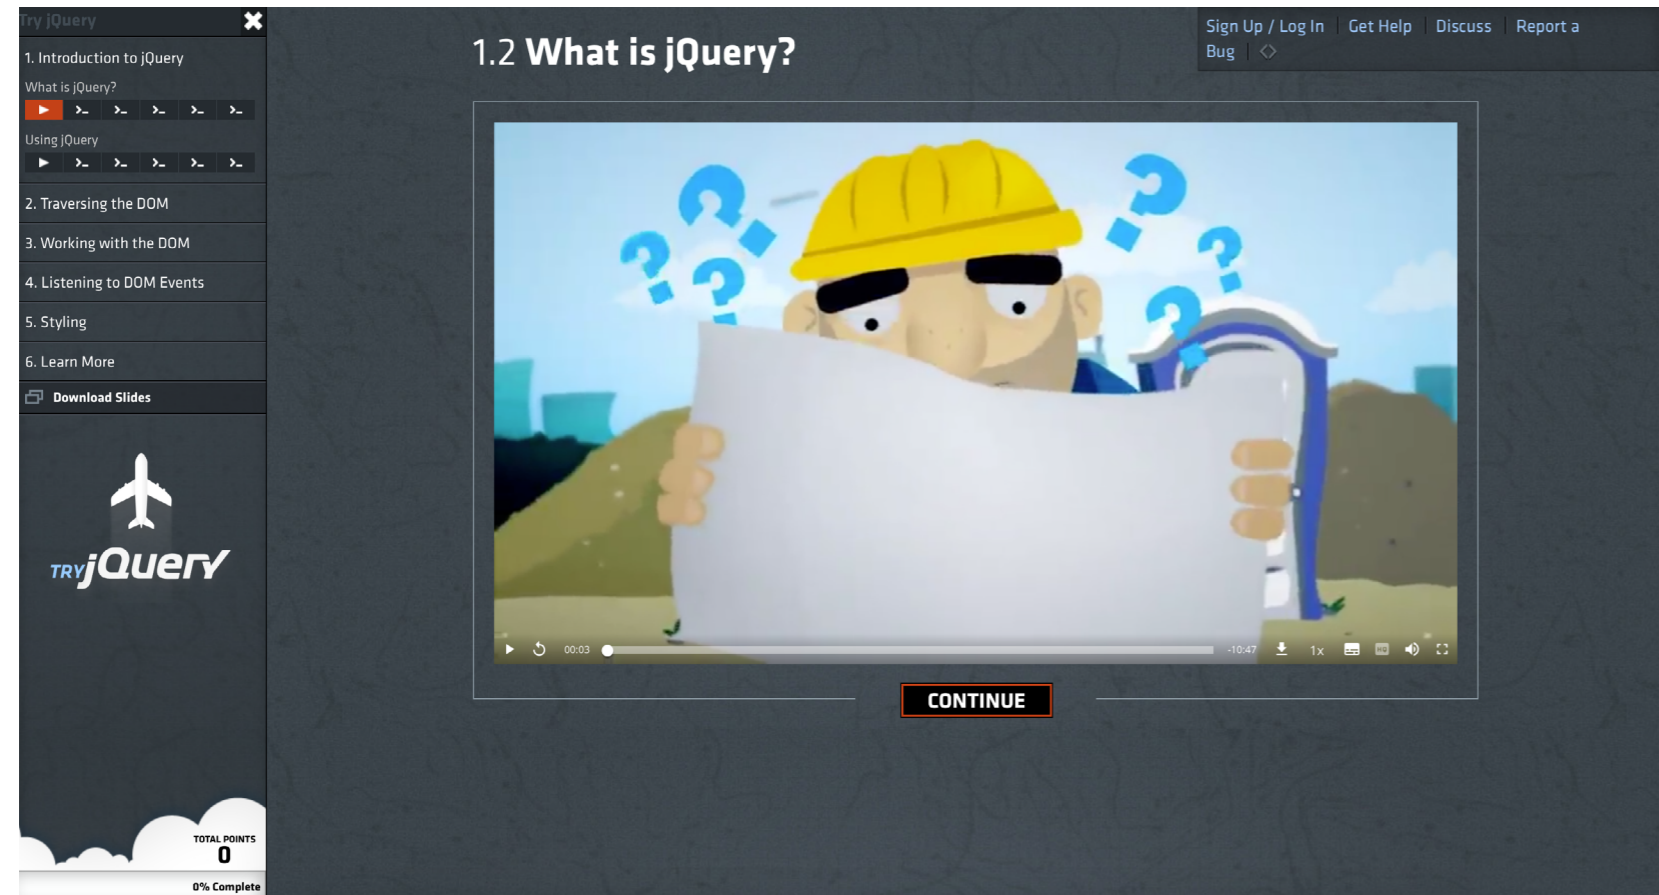 Try jQuery
1. Introduction to jQuery
What is jQuery?
Using jQuery
2. Traversing the DOM
3. Working with the DOM
4. Listening to DOM Events
5. Styling
6. Learn More
Download Slides
TRY jQuery
TOTAL POINTS
0
0% Complete
1.2 What is jQuery?
Sign Up / Log In Get Help Discuss Report a
Bug
? ? ? ? ? ?
00:03 -10:47 1x HD
CONTINUE